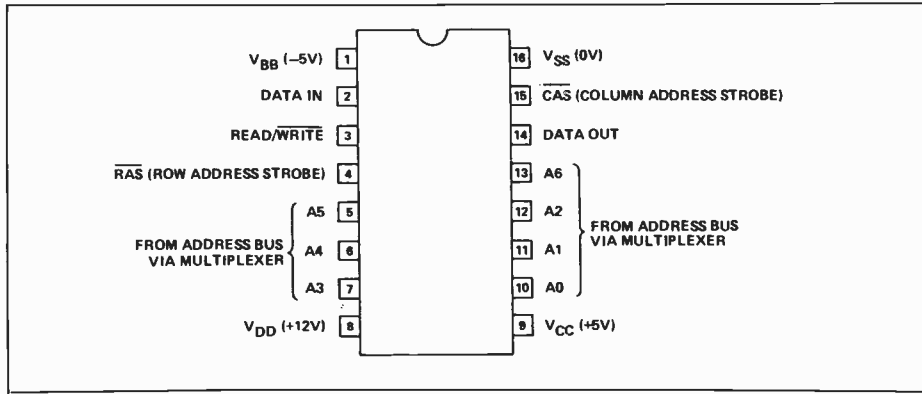 VBB (–5V) 1
DATA IN 2
READ/WRITE 3
RAS (ROW ADDRESS STROBE) 4
A5 5
A4 6
A3 7
FROM ADDRESS BUS
VIA MULTIPLEXER
VDD (+12V) 8
16 VSS (0V)
15 CAS (COLUMN ADDRESS STROBE)
14 DATA OUT
13 A6
12 A2
11 A1
10 A0
FROM ADDRESS BUS
VIA MULTIPLEXER
9 VCC (+5V)